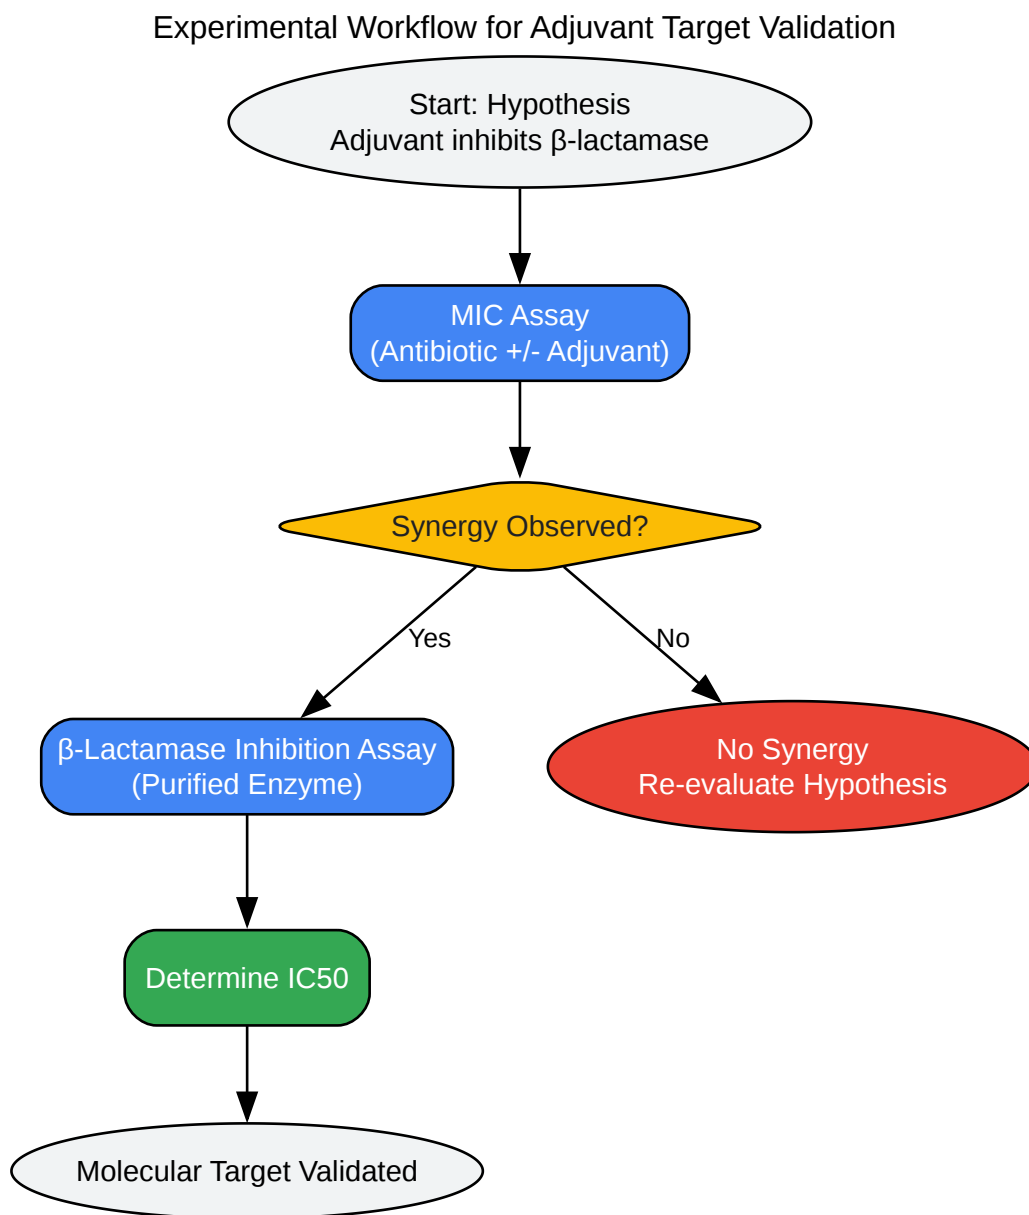 Experimental Workflow for Adjuvant Target Validation
Start: Hypothesis
Adjuvant inhibits β-lactamase
MIC Assay
(Antibiotic +/- Adjuvant)
Synergy Observed?
Yes
No
β-Lactamase Inhibition Assay
(Purified Enzyme)
No Synergy
Re-evaluate Hypothesis
Determine IC50
Molecular Target Validated